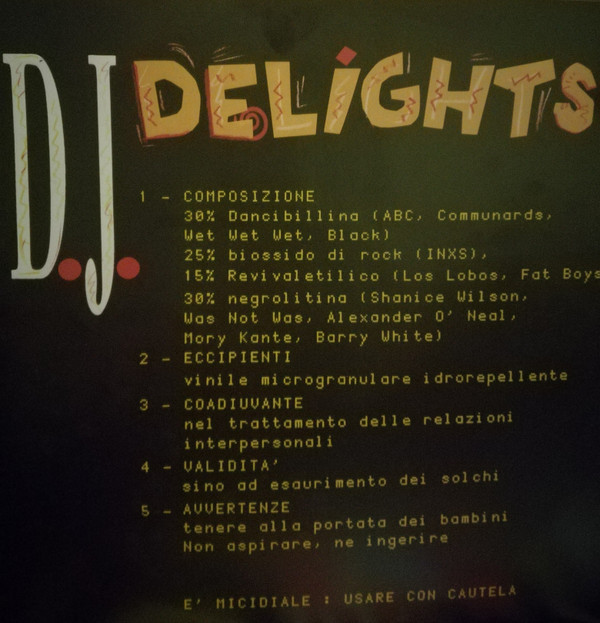 D.J. DELIGHTS
1 - COMPOSIZIONE
30% Dancibillina (ABC, Communards,
Wet Wet Wet, Black)
25% biossido di rock (INXS),
15% Revivaletilico (Los Lobos, Fat Boys
30% negrolitina (Shanice Wilson,
Was Not Was, Alexander O' Neal,
Mory Kante, Barry White)
2 - ECCIPIENTI
vinile microgranulare idrorepellente
3 - COADIUVANTE
nel trattamento delle relazioni
interpersonali
4 - VALIDITA'
sino ad esaurimento dei solchi
5 - AVVERTENZE
tenere alla portata dei bambini
Non aspirare, ne ingerire
E' MICIDIALE : USARE CON CAUTELA